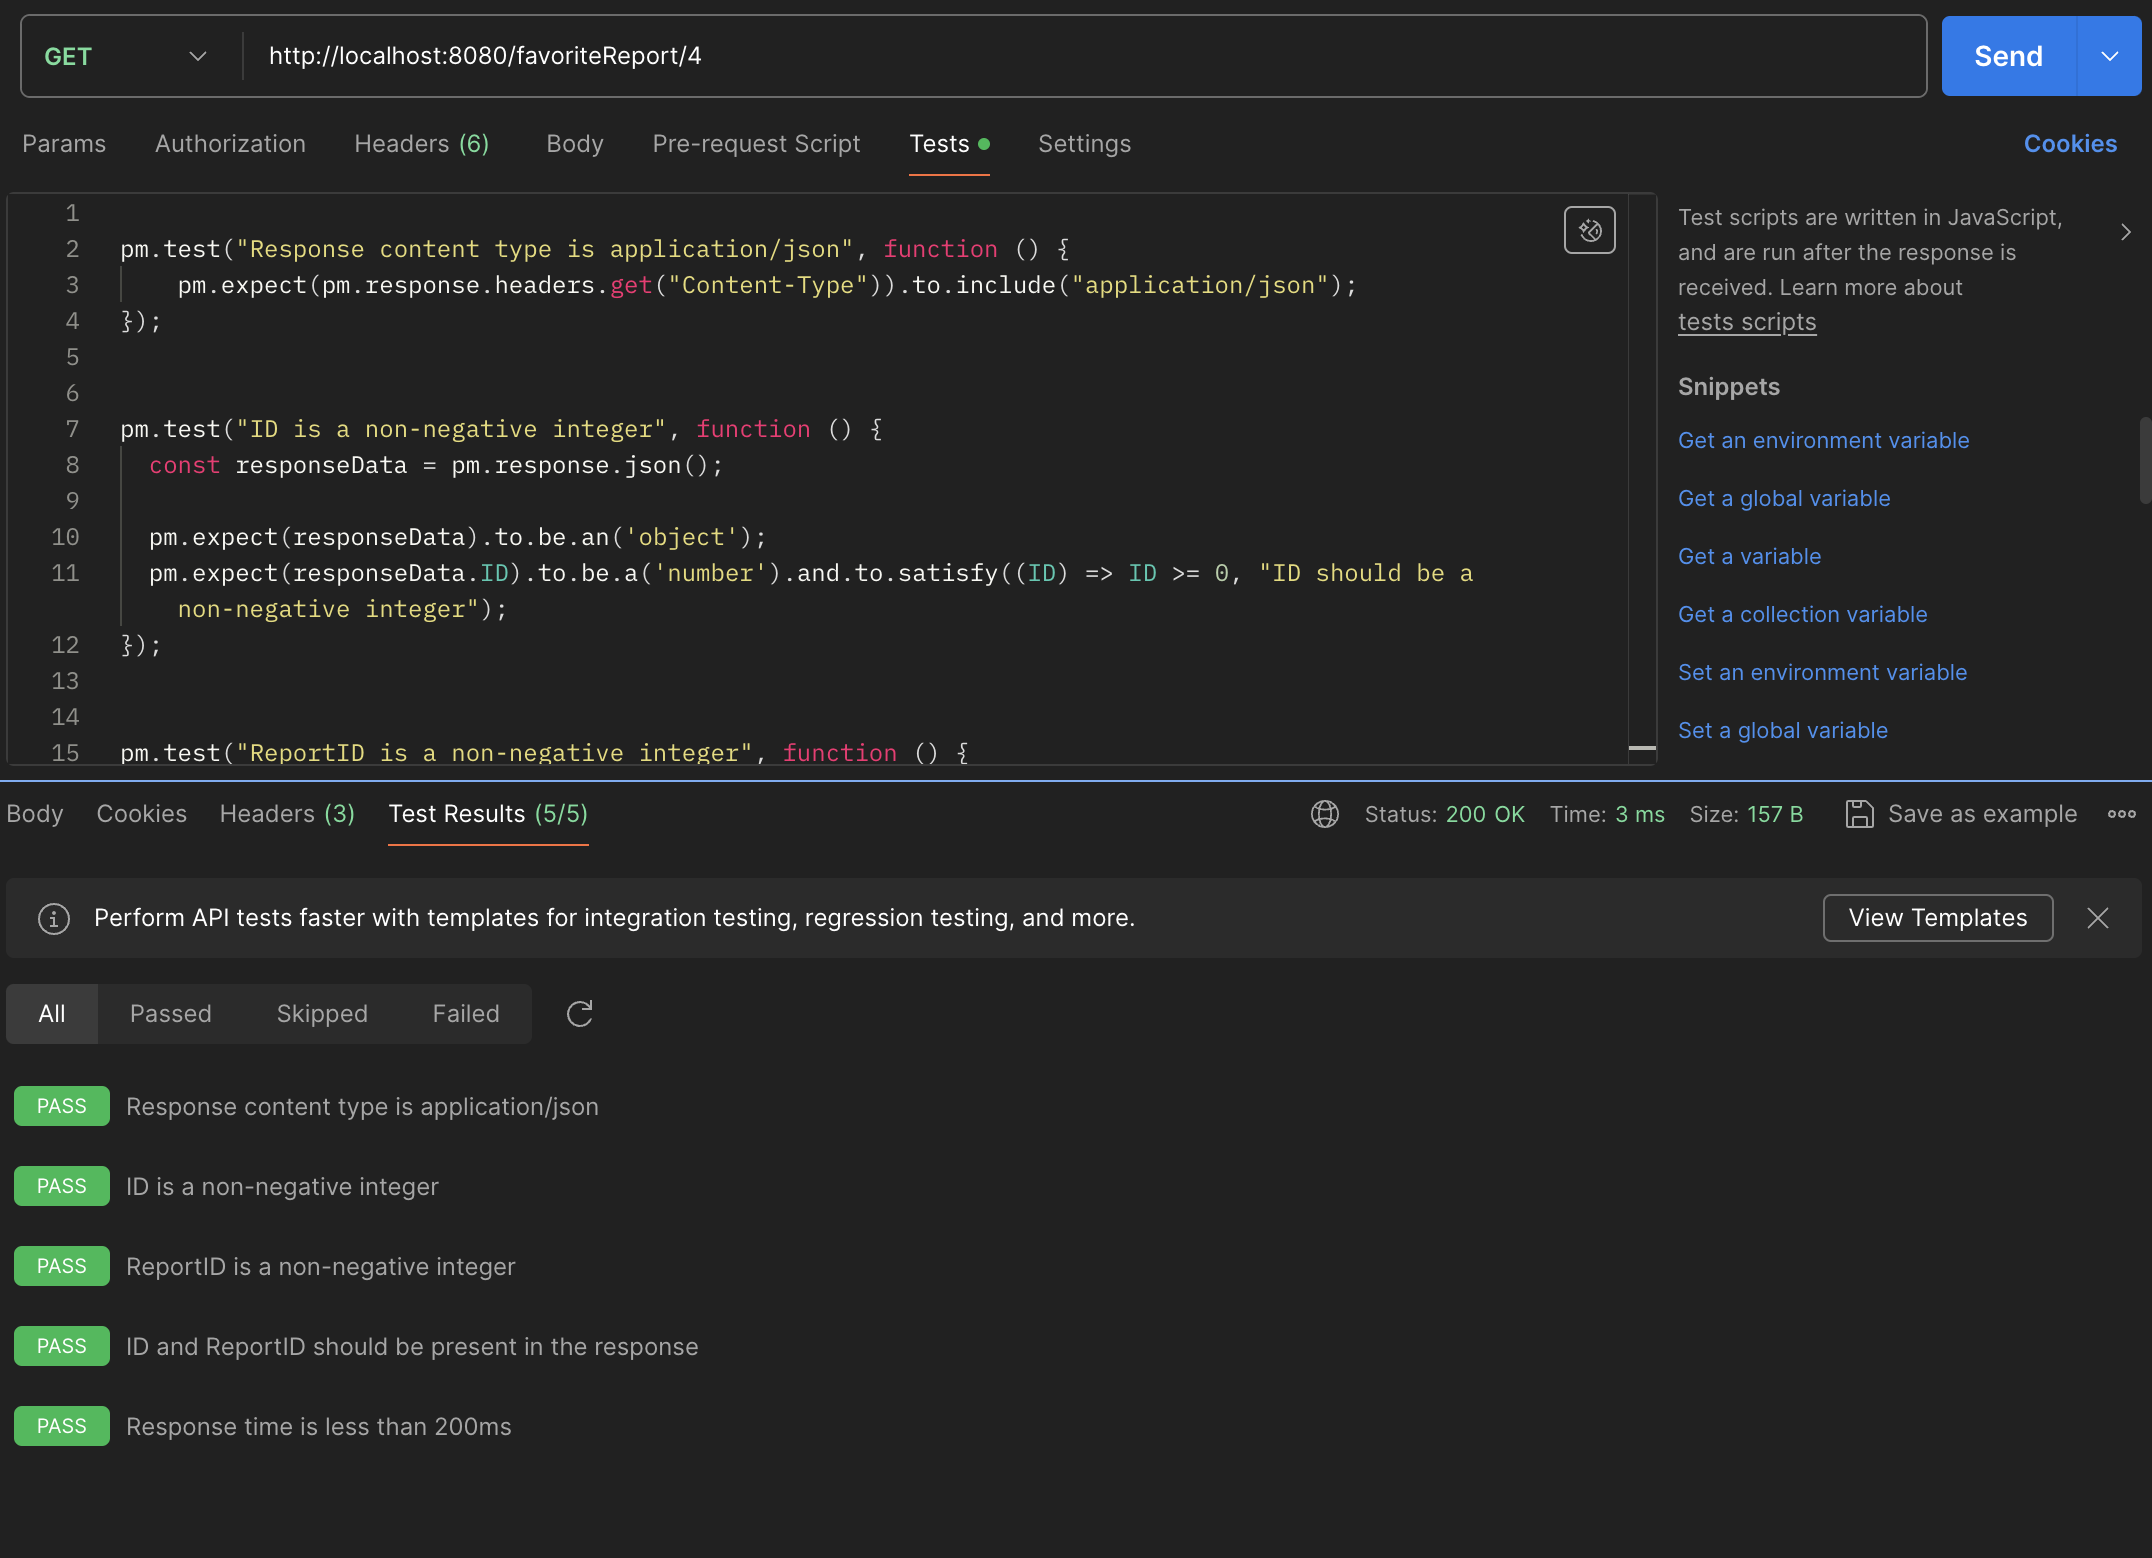 GET
http://localhost:8080/favoriteReport/4
Send
Params Authorization Headers (6) Body Pre-request Script Tests Settings Cookies
1
2 pm.test("Response content type is application/json", function () {
3 pm.expect(pm.response.headers.get("Content-Type")).to.include("application/json");
4 });
5
6
7 pm.test("ID is a non-negative integer", function () {
8 const responseData = pm.response.json();
9
10 pm.expect(responseData).to.be.an('object');
11 pm.expect(responseData.ID).to.be.a('number').and.to.satisfy((ID) => ID >= 0, "ID should be a
non-negative integer");
12 });
13
14
15 pm.test("ReportID is a non-negative integer", function () {
Test scripts are written in JavaScript,
and are run after the response is
received. Learn more about
tests scripts
Snippets
Get an environment variable
Get a global variable
Get a variable
Get a collection variable
Set an environment variable
Set a global variable
Body Cookies Headers (3) Test Results (5/5) Status: 200 OK Time: 3 ms Size: 157 B Save as example
Perform API tests faster with templates for integration testing, regression testing, and more. View Templates
All Passed Skipped Failed
PASS Response content type is application/json
PASS ID is a non-negative integer
PASS ReportID is a non-negative integer
PASS ID and ReportID should be present in the response
PASS Response time is less than 200ms